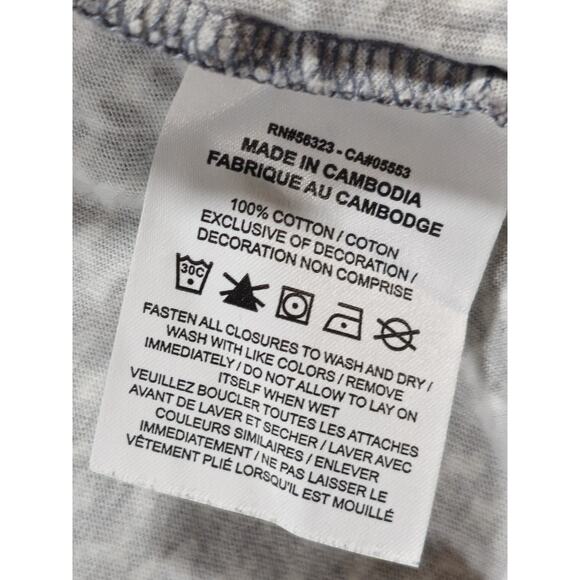 RN#56323 - CA#05553
MADE IN CAMBODIA
FABRIQUE AU CAMBODGE
100% COTTON / COTON
EXCLUSIVE OF DECORATION /
DECORATION NON COMPRISE
30C
FASTEN ALL CLOSURES TO WASH AND DRY /
WASH WITH LIKE COLORS / REMOVE
IMMEDIATELY / DO NOT ALLOW TO LAY ON
ITSELF WHEN WET
VEUILLEZ BOUCLER TOUTES LES ATTACHES
AVANT DE LAVER ET SECHER / LAVER AVEC
COULEURS SIMILAIRES / ENLEVER
IMMEDIATEMENT / NE PAS LAISSER LE
VÊTEMENT PLIÉ LORSQU'IL EST MOUILLÉ